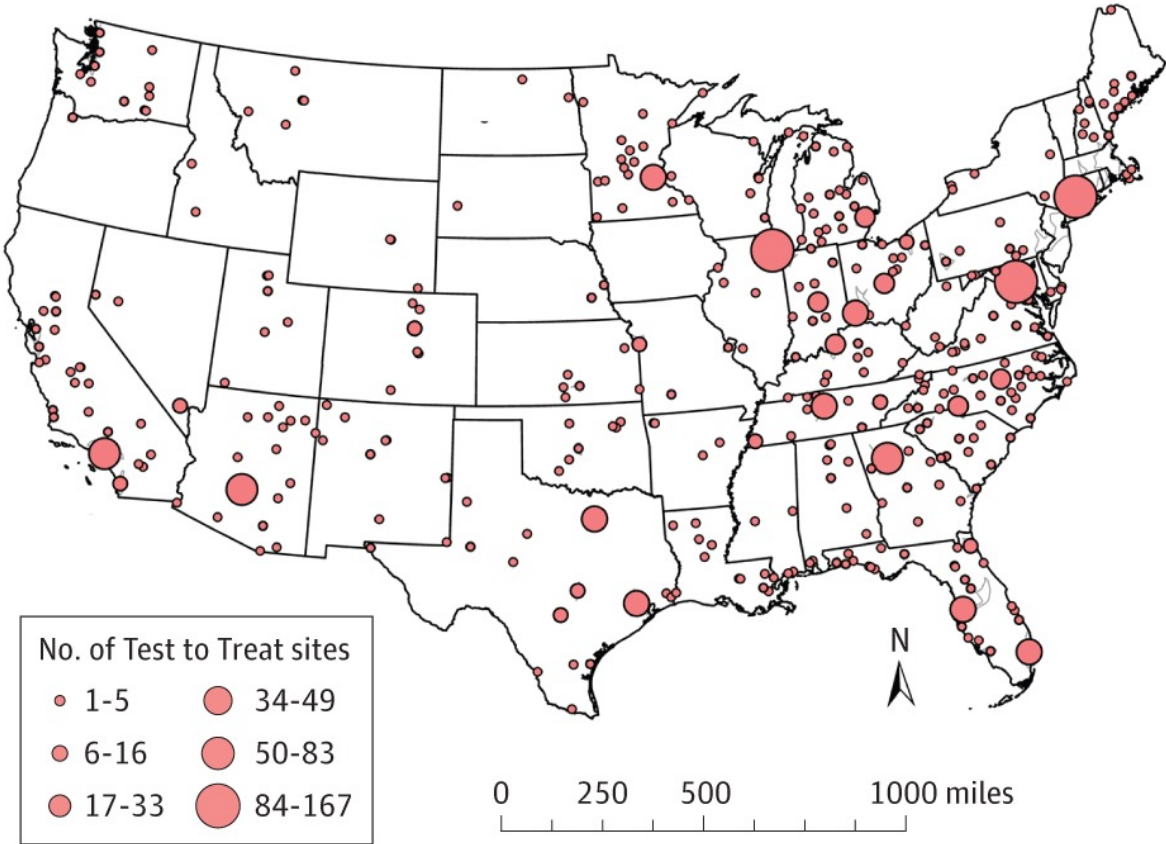 N
No. of Test to Treat sites
1-5 34-49
6-16 50-83
17-33 84-167
0 250 500 1000 miles